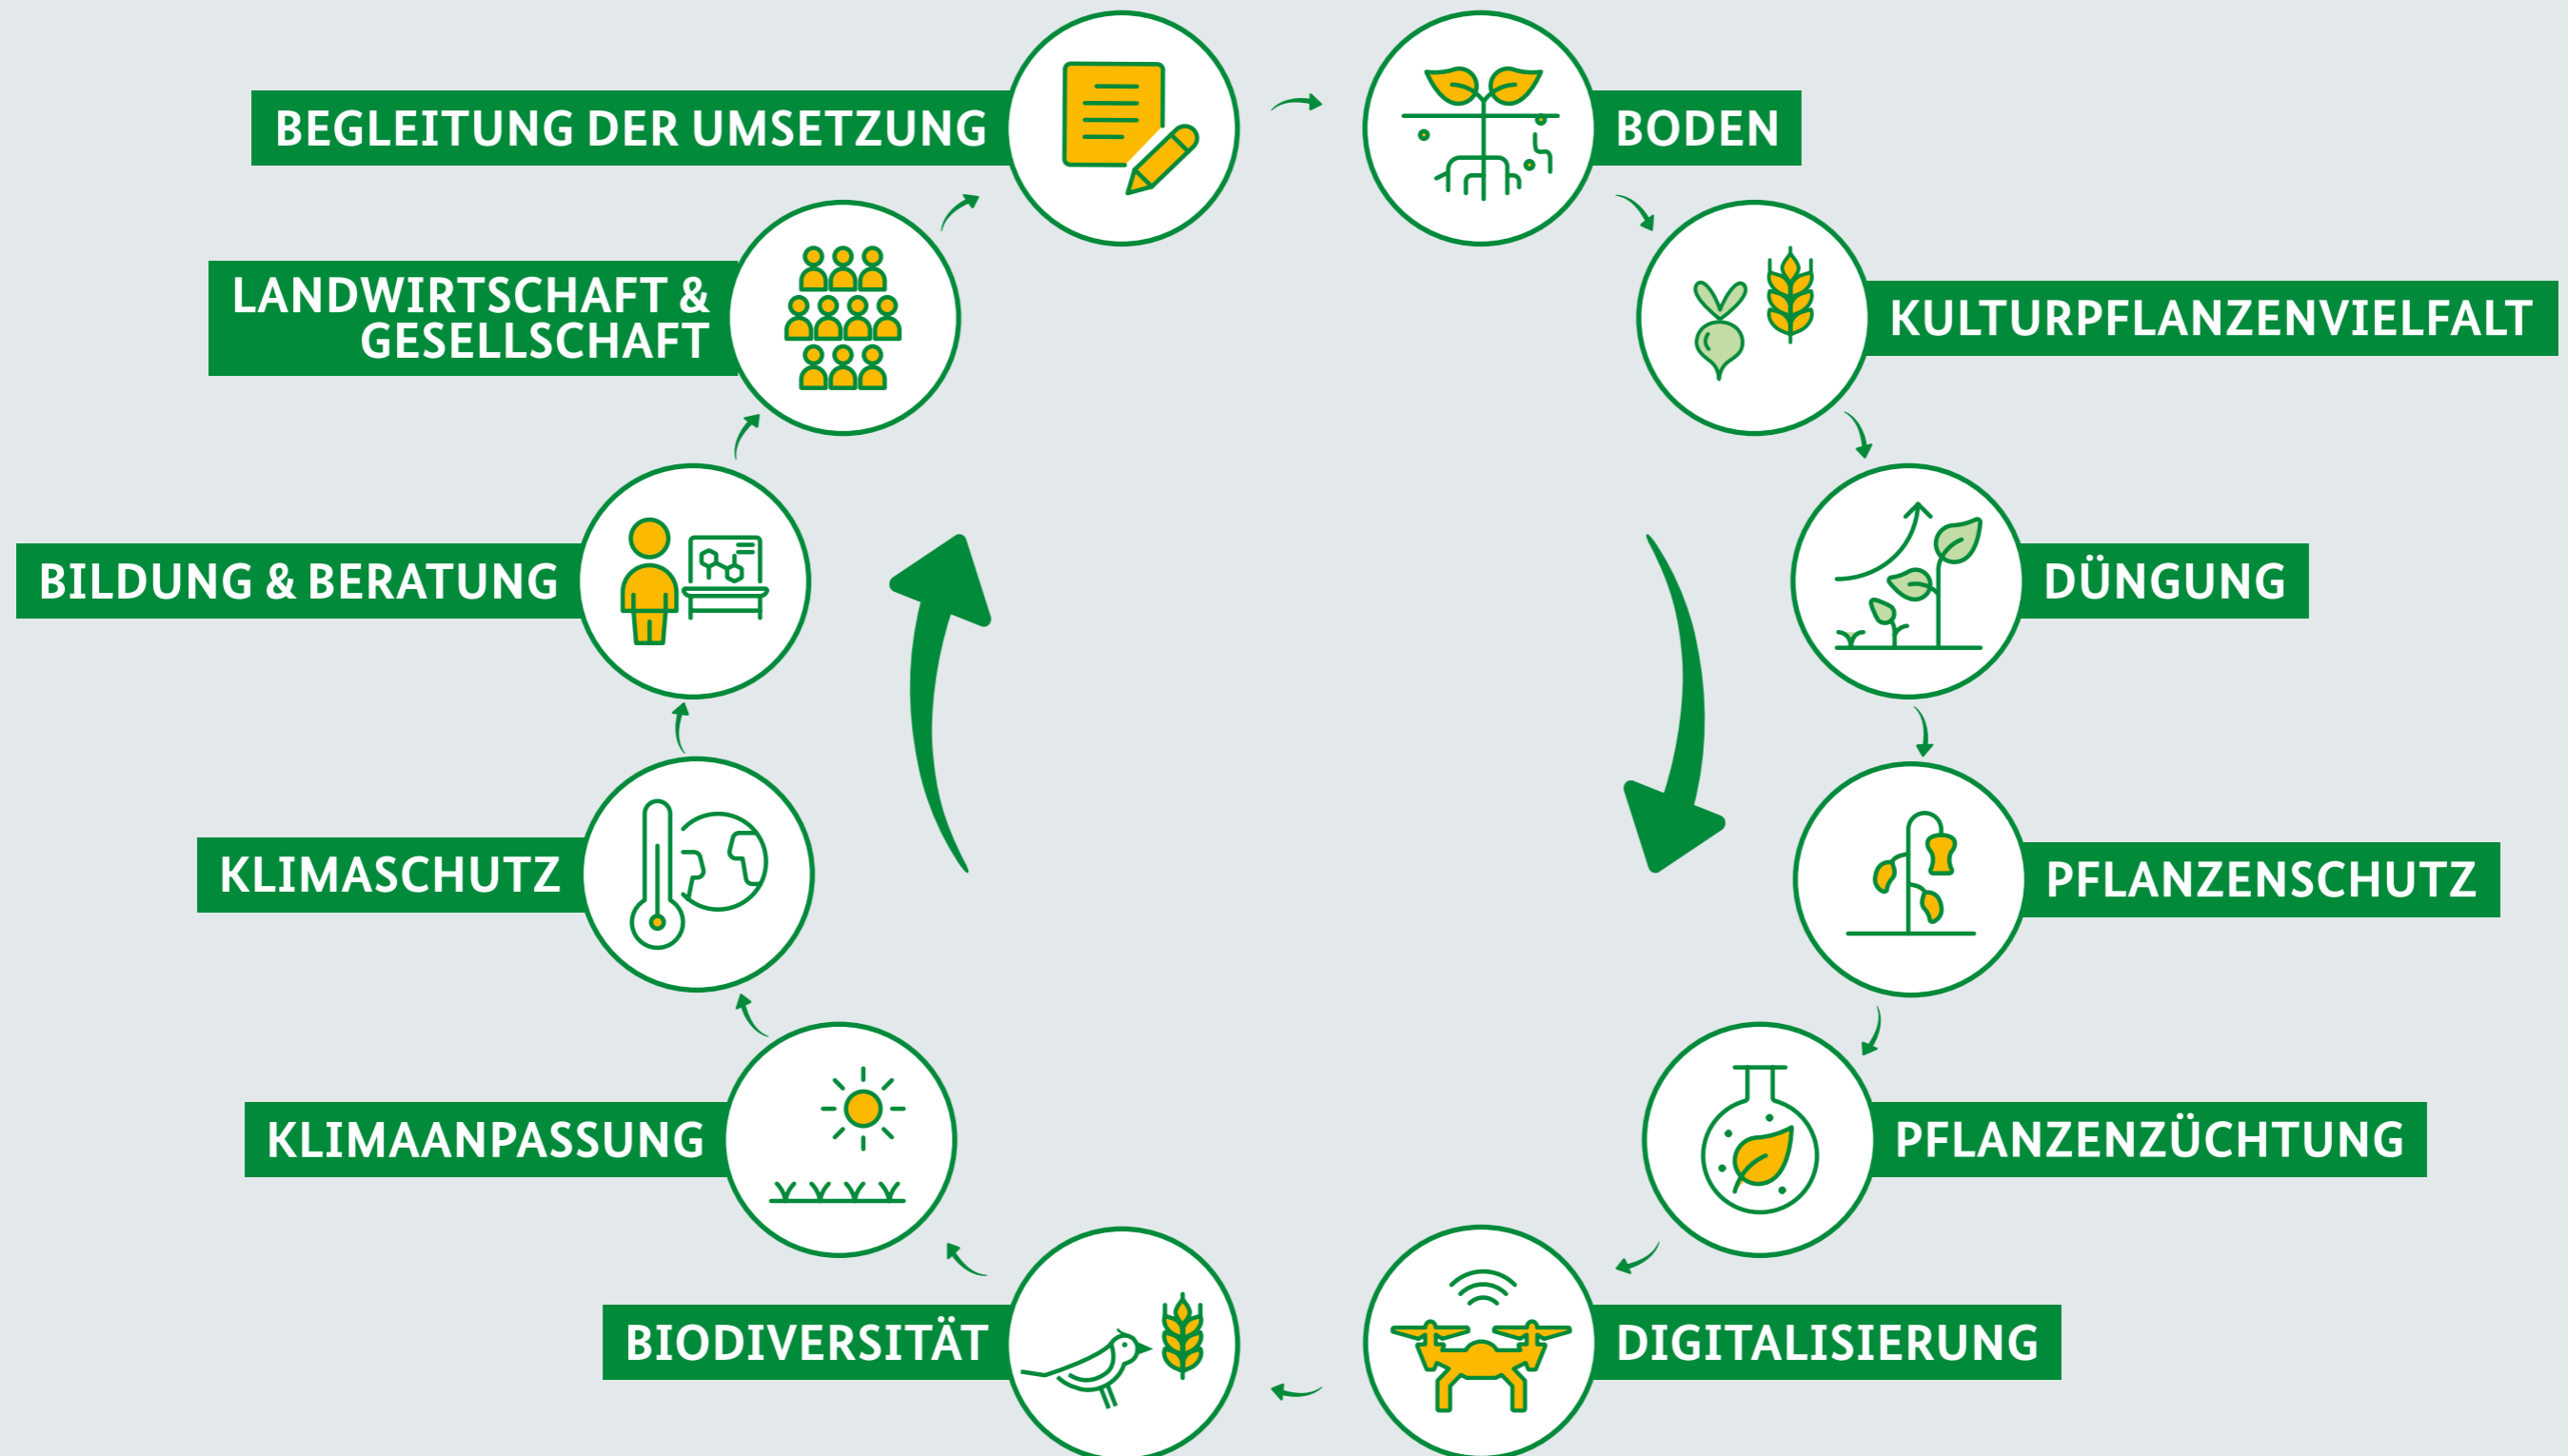 BEGLEITUNG DER UMSETZUNG
BODEN
KULTURPFLANZENVIELFALT
DÜNGUNG
PFLANZENSCHUTZ
PFLANZENZÜCHTUNG
DIGITALISIERUNG
BIODIVERSITÄT
KLIMAANPASSUNG
KLIMASCHUTZ
BILDUNG & BERATUNG
LANDWIRTSCHAFT &
GESELLSCHAFT